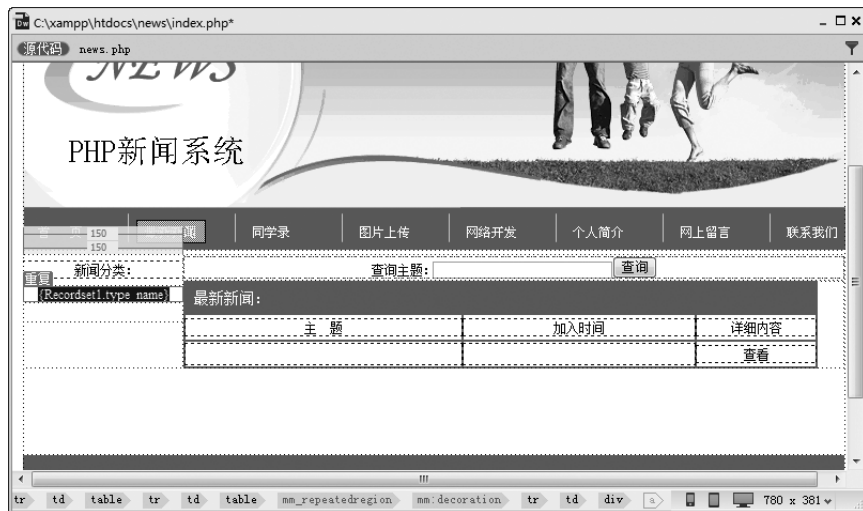 C:\xampp\htdocs\news\index.php*
源代码 news.php
NEWS
PHP新闻系统
首 页 同学录 图片上传 网络开发 个人简介 网上留言 联系我们
150
150
新闻分类: 查询主题: 查询
重复
{Recordset1.type_name}
最新新闻:
主 题 加入时间 详细内容
查看
tr td table tr td table mm_repeatedregion mm:decoration tr td div a 780 x 381